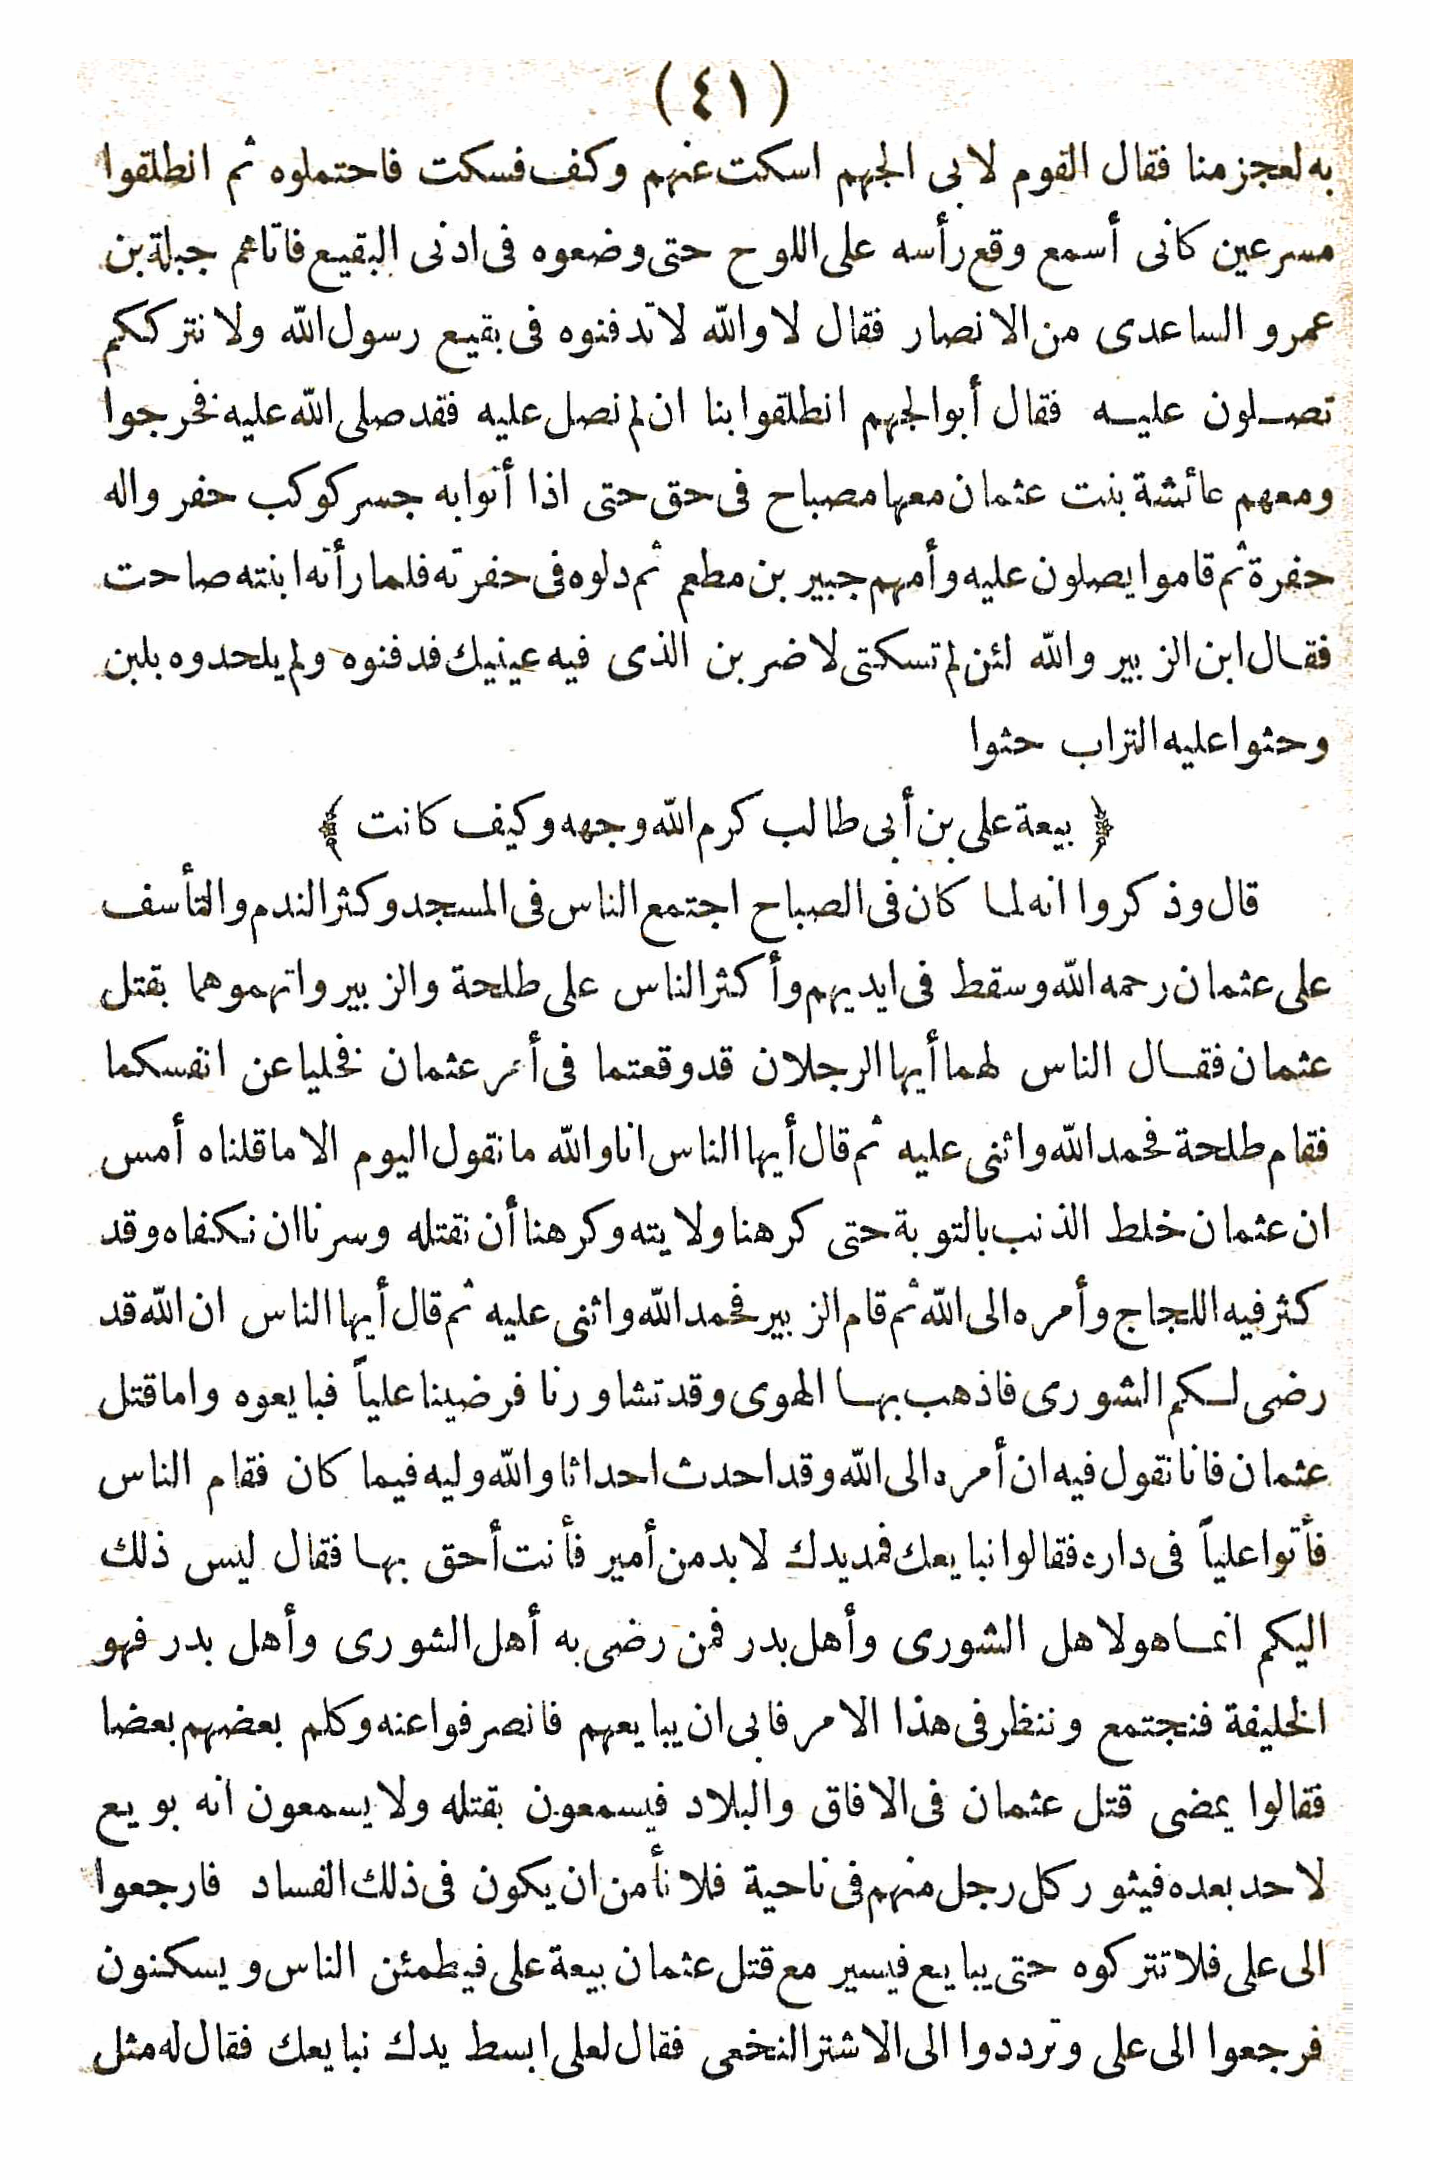 (٤١)
به لعجز منا فقال القوم لابى الجهم اسكت عنهم وكف فسكت فاحتملوه ثم انطلقوا
مسرعين كانى أسمع وقع رأسه على اللوح حتى وضعوه فى ادنى البقيع فاتاهم جبلة بن
عمرو الساعدى من الانصار فقال لا والله لا تدفنوه فى بقيع رسول الله ولا نترككم
تصلون عليه فقال أبو الجهم انطلقوا بنا ان لم نصل عليه فقد صلى الله عليه فخرجوا
ومعهم عائشة بنت عثمان معها مصباح فى حق حتى اذا أتوا به جسر كوكب حفر واله
حفرة ثم قاموا يصلون عليه وأمهم جبير بن مطعم ثم دلوه فى حفرته فلما رأته ابنته صاحت
فقال ابن الزبير والله لئن لم تسكتى لاضربن الذى فيه عينيك فدفنوه ولم يلحدوه بلبن
وحثوا عليه التراب حثوا
﴿ بيعة على بن أبى طالب كرم الله وجهه وكيف كانت ﴾
قال وذكروا انه لما كان فى الصباح اجتمع الناس فى المسجد وكثر الندم والتأسف
على عثمان رحمه الله وسقط فى ايديهم وأكثر الناس على طلحة والزبير واتهموهما بقتل
عثمان فقال الناس لهما أيها الرجلان قد وقعتما فى أمر عثمان فخليا عن انفسكما
فقام طلحة فحمد الله واثنى عليه ثم قال أيها الناس انا والله ما نقول اليوم الا ما قلناه أمس
ان عثمان خلط الذنب بالتوبة حتى كرهنا ولايته وكرهنا أن نقتله وسرنا ان نكفاه وقد
كثر فيه اللجاج وأمره الى الله ثم قام الزبير فحمد الله واثنى عليه ثم قال أيها الناس ان الله قد
رضى لكم الشورى فاذهب بها الهوى وقد تشاورنا فرضينا علياً فبايعوه واما قتل
عثمان فانا نقول فيه ان أمره الى الله وقد احدث احداثا والله وليه فيما كان فقام الناس
فأتوا علياً فى داره فقالوا نبايعك فمد يدك لا بد من أمير فأنت أحق بها فقال ليس ذلك
اليكم انما هو لاهل الشورى وأهل بدر فمن رضى به أهل الشورى وأهل بدر فهو
الخليفة فنجتمع وننظر فى هذا الامر فابى ان يبايعهم فانصرفوا عنه وكلم بعضهم بعضا
فقالوا يمضى قتل عثمان فى الافاق والبلاد فيسمعون بقتله ولا يسمعون انه بويع
لاحد بعده فيثور كل رجل منهم فى ناحية فلا نأمن ان يكون فى ذلك الفساد فارجعوا
الى على فلا تتركوه حتى يبايع فيسير مع قتل عثمان بيعة على فيطمئن الناس ويسكنون
فرجعوا الى على وترددوا الى الاشتر النخعى فقال لعلى ابسط يدك نبايعك فقال له مثل